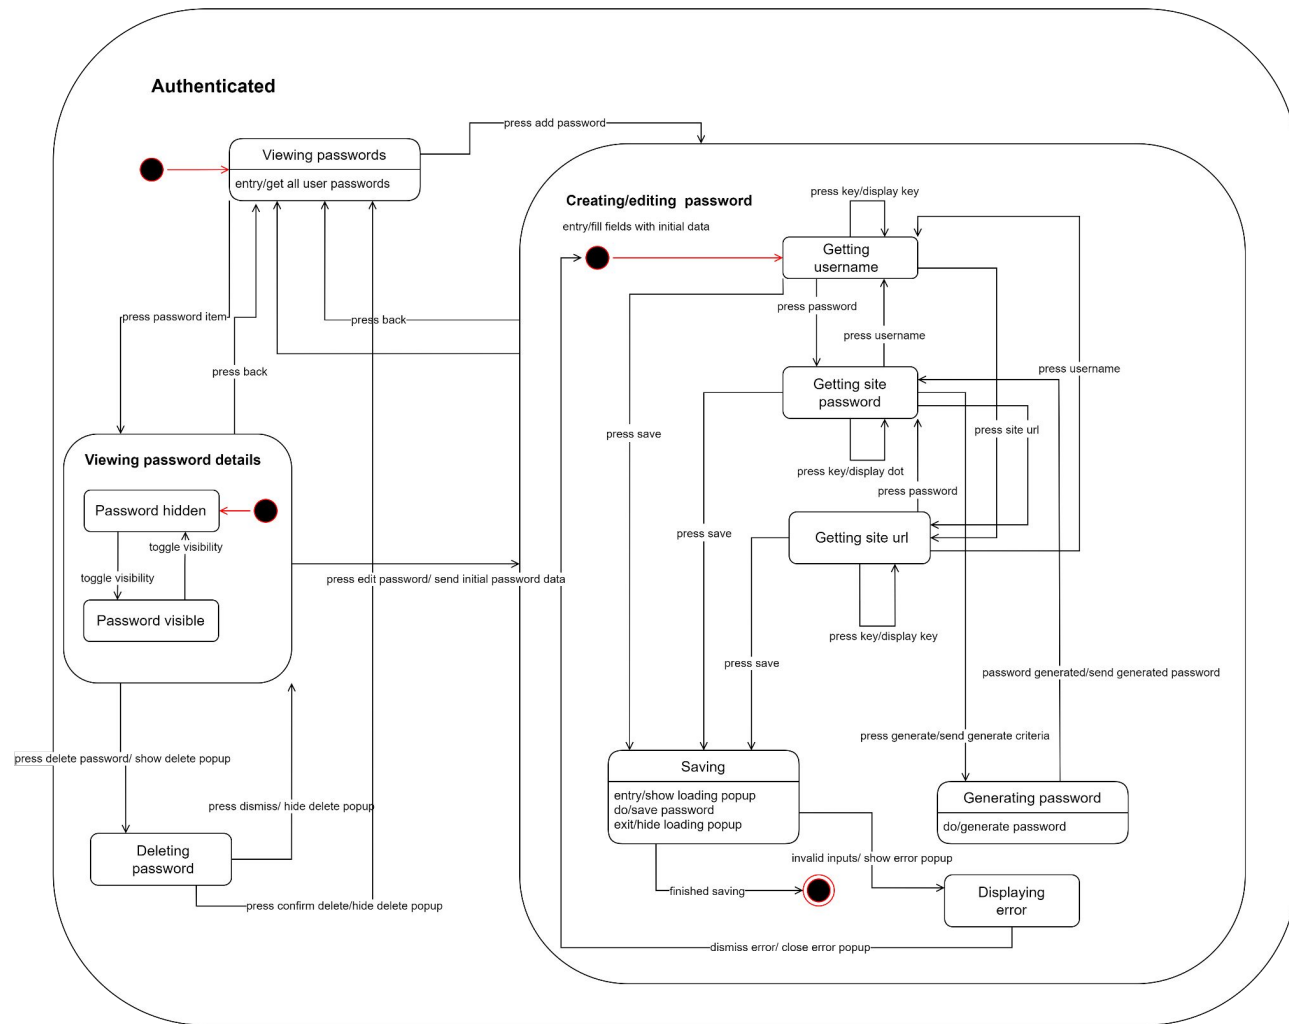 Authenticated
press add password
Viewing passwords
entry/get all user passwords
Creating/editing  password
entry/fill fields with initial data
press key/display key
Getting
username
press password
press username
press username
press password item
press back
press back
Getting site
password
press site url
press save
press key/display dot
press password
Viewing password details
Password hidden
toggle visibility
toggle visibility
Password visible
Getting site url
press save
press edit password/ send initial password data
press key/display key
press save
password generated/send generated password
press generate/send generate criteria
press delete password/ show delete popup
Saving
entry/show loading popup
do/save password
exit/hide loading popup
Generating password
do/generate password
press dismiss/ hide delete popup
Deleting
password
invalid inputs/ show error popup
finished saving
Displaying
error
press confirm delete/hide delete popup
dismiss error/ close error popup